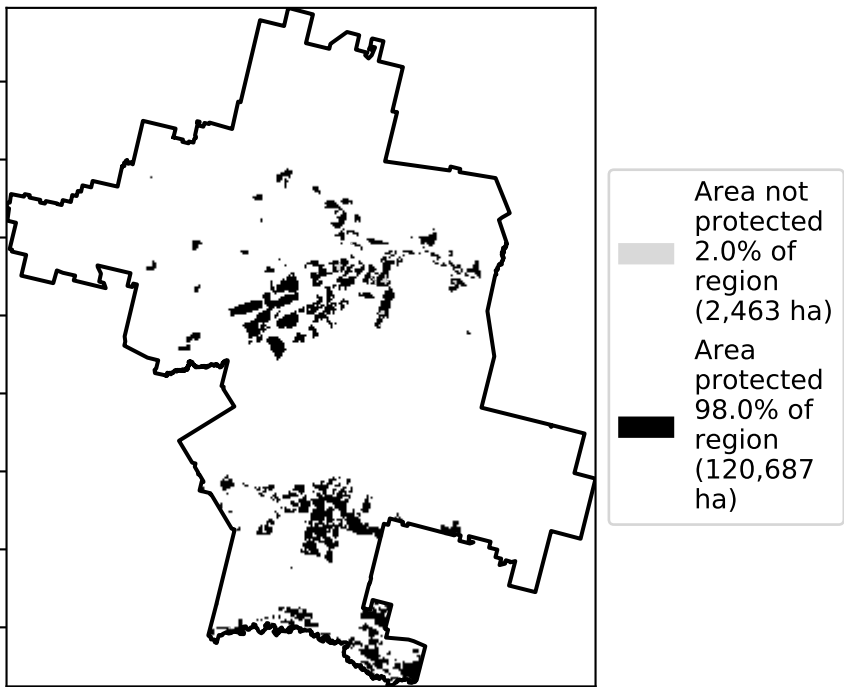 Area not
protected
2.0% of
region
(2,463 ha)
Area
protected
98.0% of
region
(120,687
ha)